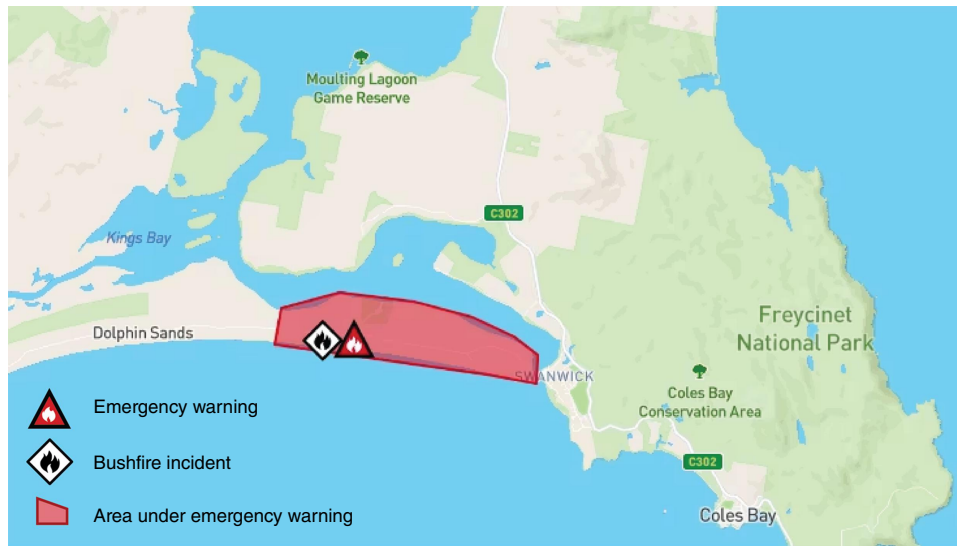 Moulting Lagoon
Game Reserve
C302
Kings Bay
Freycinet
National Park
Dolphin Sands
SWANWICK
Coles Bay
Conservation Area
Emergency warning
Bushfire incident
C302
Area under emergency warning
Coles Bay